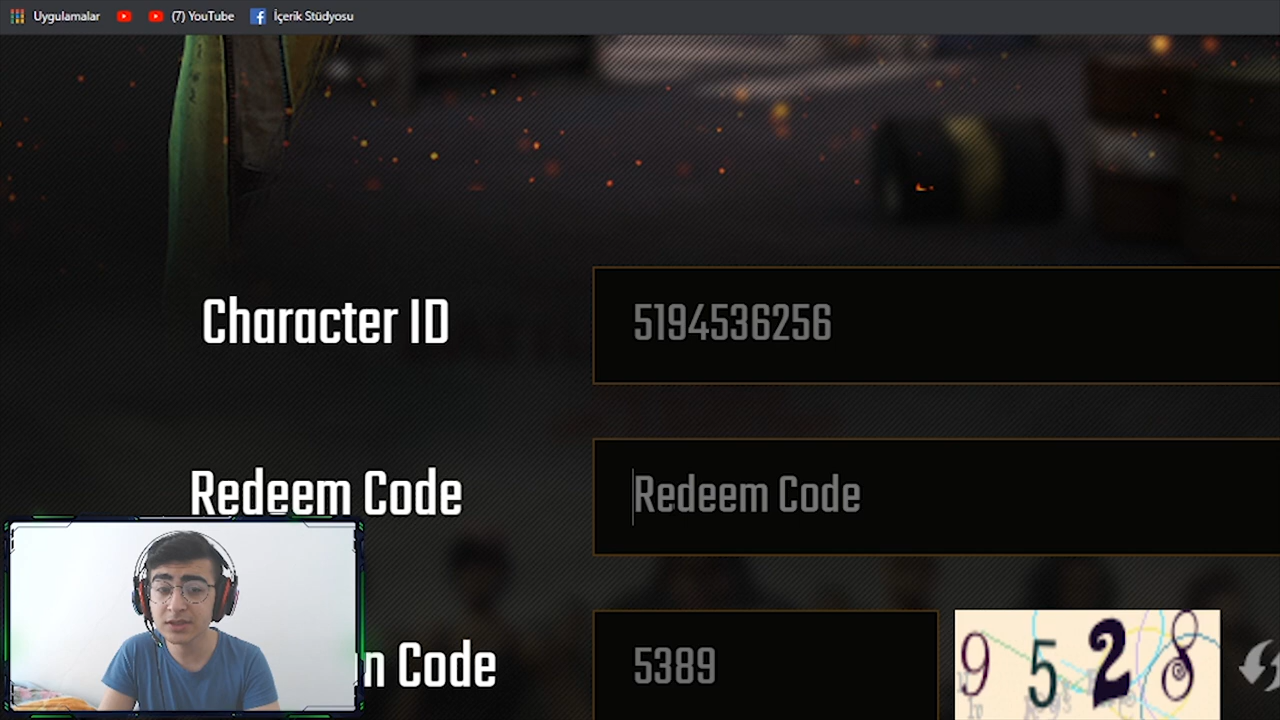 Uygulamalar (7) YouTube İçerik Stüdyosu
Character ID 5194536256
Redeem Code Redeem Code
n Code 5389 9528